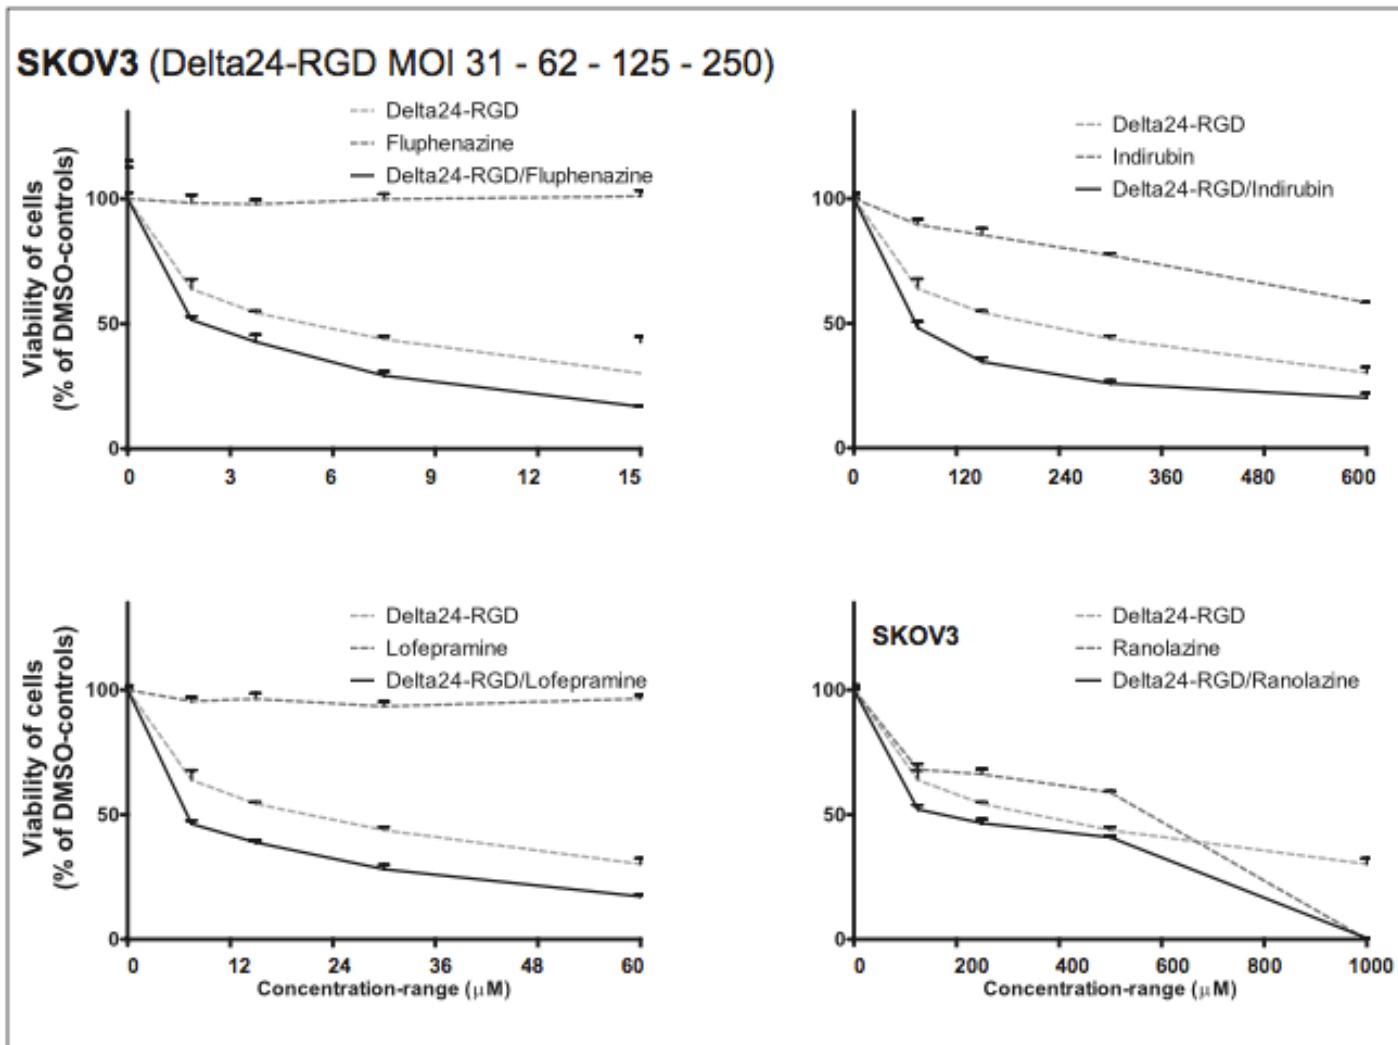 SKOV3 (Delta24-RGD MOI 31 - 62 - 125 - 250)
Delta24-RGD
Fluphenazine
Delta24-RGD/Fluphenazine
Viability of cells
(% of DMSO-controls)
100
50
0
0 3 6 9 12 15
Delta24-RGD
Indirubin
Delta24-RGD/Indirubin
100
50
0
0 120 240 360 480 600
Delta24-RGD
Lofepramine
Delta24-RGD/Lofepramine
Viability of cells
(% of DMSO-controls)
100
50
0
0 12 24 36 48 60
Concentration-range (μM)
SKOV3
Delta24-RGD
Ranolazine
Delta24-RGD/Ranolazine
100
50
0
0 200 400 600 800 1000
Concentration-range (μM)